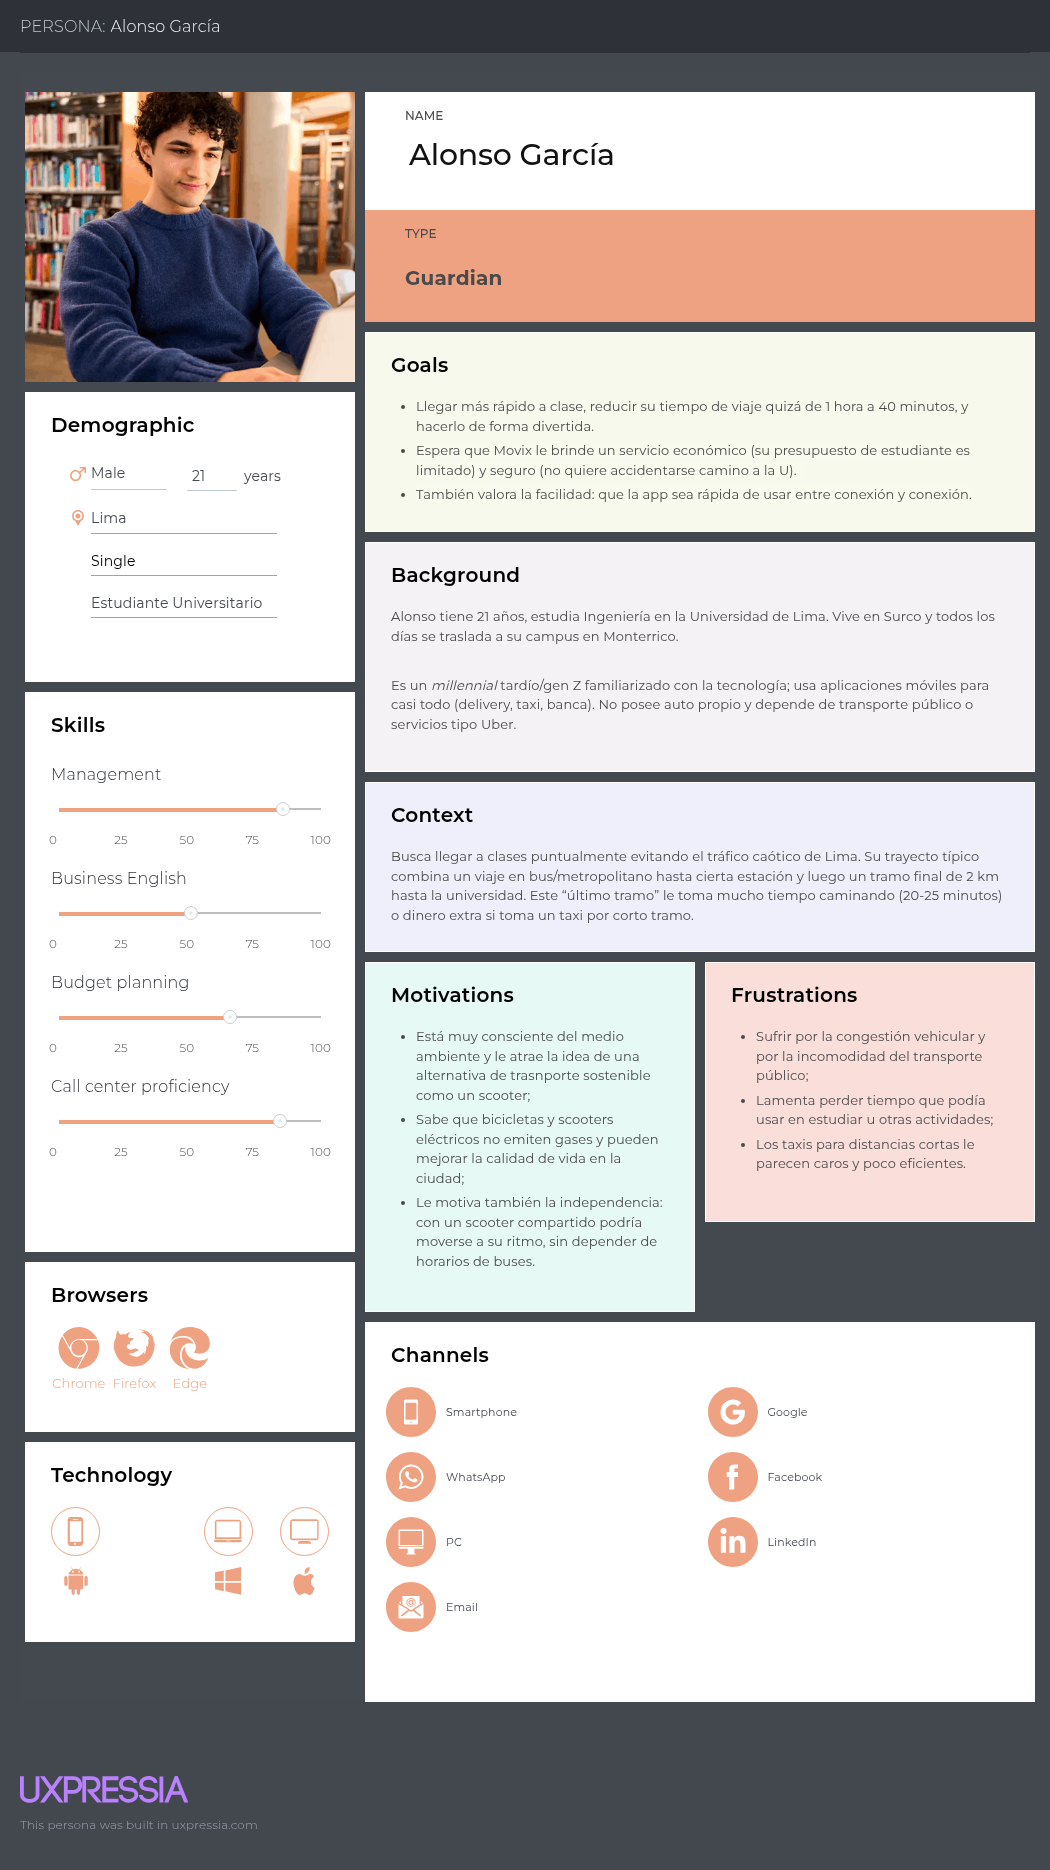 PERSONA: Alonso García
NAME
Alonso García
TYPE
Guardian
Demographic
Male
21 years
Lima
Single
Estudiante Universitario
Skills
Management
0 25 50 75 100
Business English
0 25 50 75 100
Budget planning
0 25 50 75 100
Call center proficiency
0 25 50 75 100
Browsers
Chrome Firefox Edge
Technology
Goals
• Llegar más rápido a clase, reducir su tiempo de viaje quizá de 1 hora a 40 minutos, y
hacerlo de forma divertida.
• Espera que Movix le brinde un servicio económico (su presupuesto de estudiante es
limitado) y seguro (no quiere accidentarse camino a la U).
• También valora la facilidad: que la app sea rápida de usar entre conexión y conexión.
Background
Alonso tiene 21 años, estudia Ingeniería en la Universidad de Lima. Vive en Surco y todos los
días se traslada a su campus en Monterrico.
Es un millennial tardío/gen Z familiarizado con la tecnología; usa aplicaciones móviles para
casi todo (delivery, taxi, banca). No posee auto propio y depende de transporte público o
servicios tipo Uber.
Context
Busca llegar a clases puntualmente evitando el tráfico caótico de Lima. Su trayecto típico
combina un viaje en bus/metropolitano hasta cierta estación y luego un tramo final de 2 km
hasta la universidad. Este “último tramo” le toma mucho tiempo caminando (20-25 minutos)
o dinero extra si toma un taxi por corto tramo.
Motivations
• Está muy consciente del medio
ambiente y le atrae la idea de una
alternativa de trasnporte sostenible
como un scooter;
• Sabe que bicicletas y scooters
eléctricos no emiten gases y pueden
mejorar la calidad de vida en la
ciudad;
• Le motiva también la independencia:
con un scooter compartido podría
moverse a su ritmo, sin depender de
horarios de buses.
Frustrations
• Sufrir por la congestión vehicular y
por la incomodidad del transporte
público;
• Lamenta perder tiempo que podía
usar en estudiar u otras actividades;
• Los taxis para distancias cortas le
parecen caros y poco eficientes.
Channels
Smartphone
Google
WhatsApp
Facebook
PC
LinkedIn
Email
UXPRESSIA
This persona was built in uxpressia.com